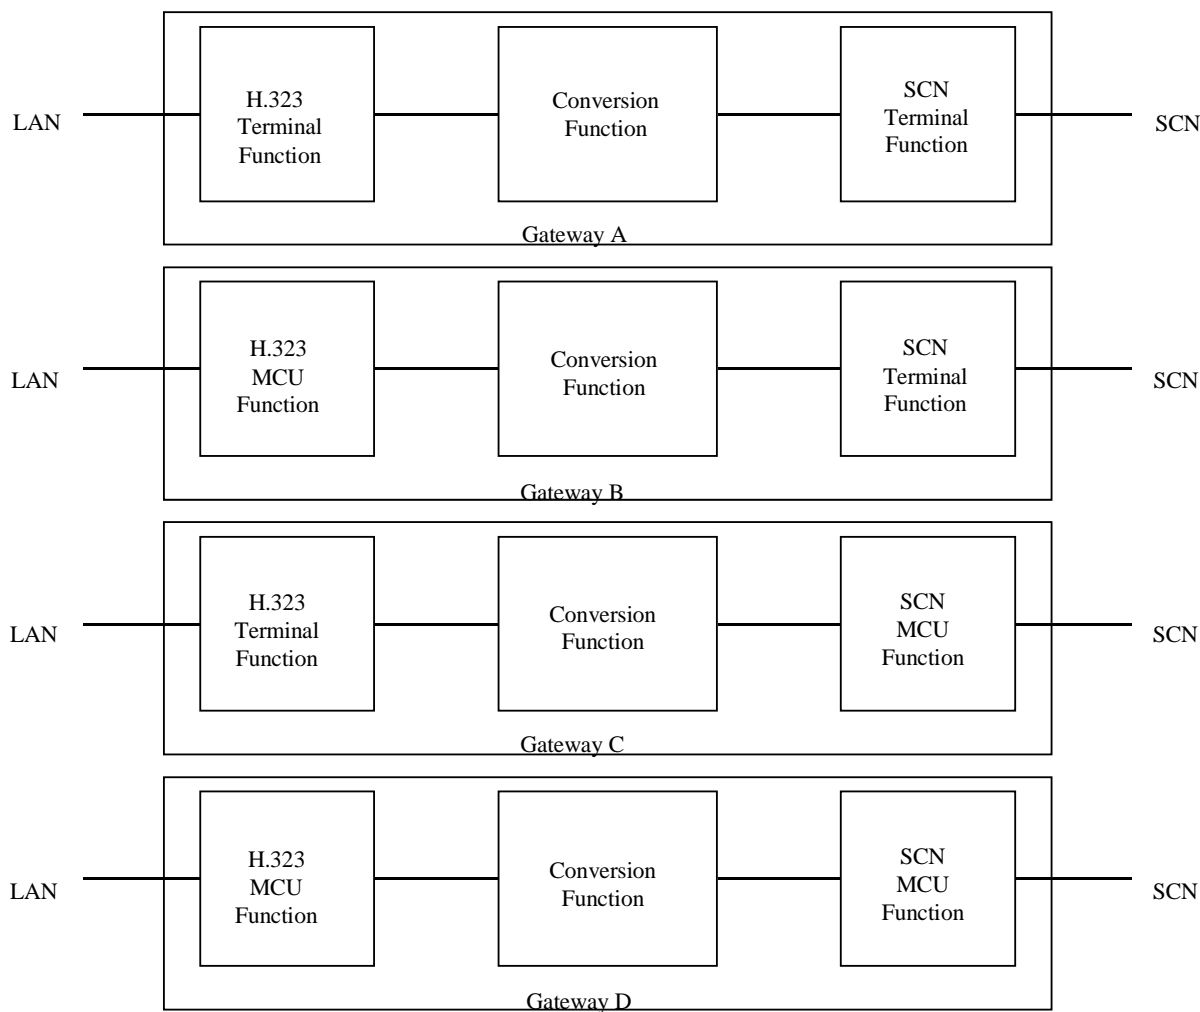 LAN
H.323
Terminal
Function
Conversion
Function
SCN
Terminal
Function
SCN
Gateway A
LAN
H.323
MCU
Function
Conversion
Function
SCN
Terminal
Function
SCN
Gateway B
LAN
H.323
Terminal
Function
Conversion
Function
SCN
MCU
Function
SCN
Gateway C
LAN
H.323
MCU
Function
Conversion
Function
SCN
MCU
Function
SCN
Gateway D